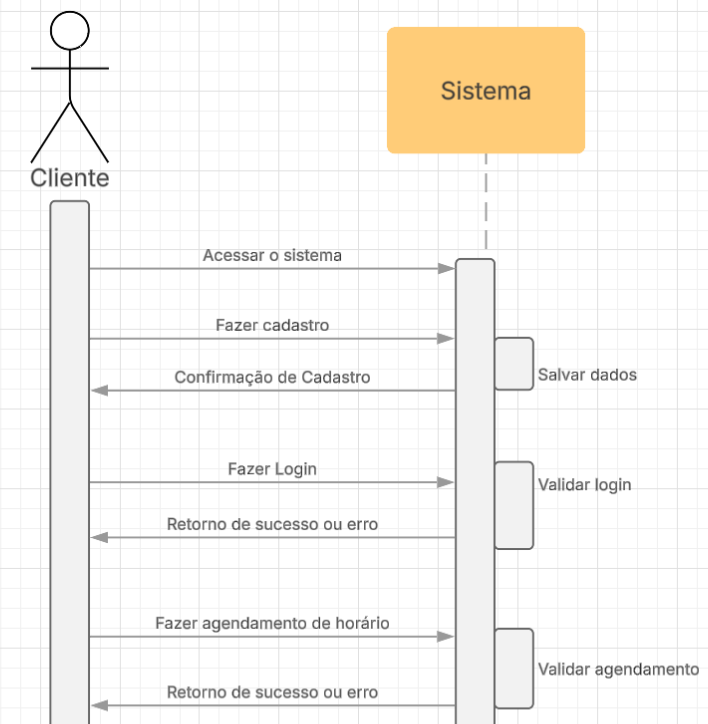 Sistema
Cliente
Acessar o sistema
Fazer cadastro
Salvar dados
Confirmação de Cadastro
Fazer Login
Validar login
Retorno de sucesso ou erro
Fazer agendamento de horário
Validar agendamento
Retorno de sucesso ou erro